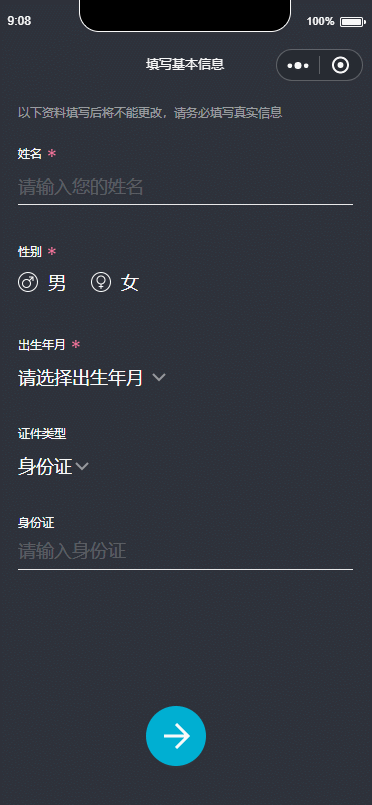 9:08
100%
填写基本信息
以下资料填写后将不能更改，请务必填写真实信息
姓名 *
请输入您的姓名
性别 *
男 女
出生年月 *
请选择出生年月
证件类型
身份证
身份证
请输入身份证